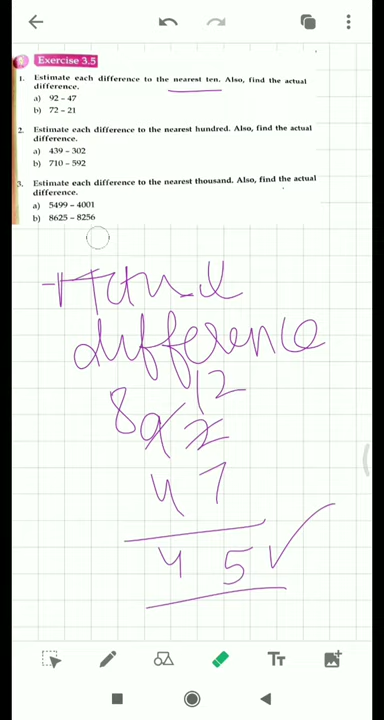 Exercise 3.5
1. Estimate each difference to the nearest ten. Also, find the actual
difference.
a) 92 – 47
b) 72 – 21
2. Estimate each difference to the nearest hundred. Also, find the actual
difference.
a) 439 – 302
b) 710 – 592
3. Estimate each difference to the nearest thousand. Also, find the actual
difference.
a) 5499 – 4001
b) 8625 – 8256
Actual
difference
8 12
9 2
4 7
4 5
TT